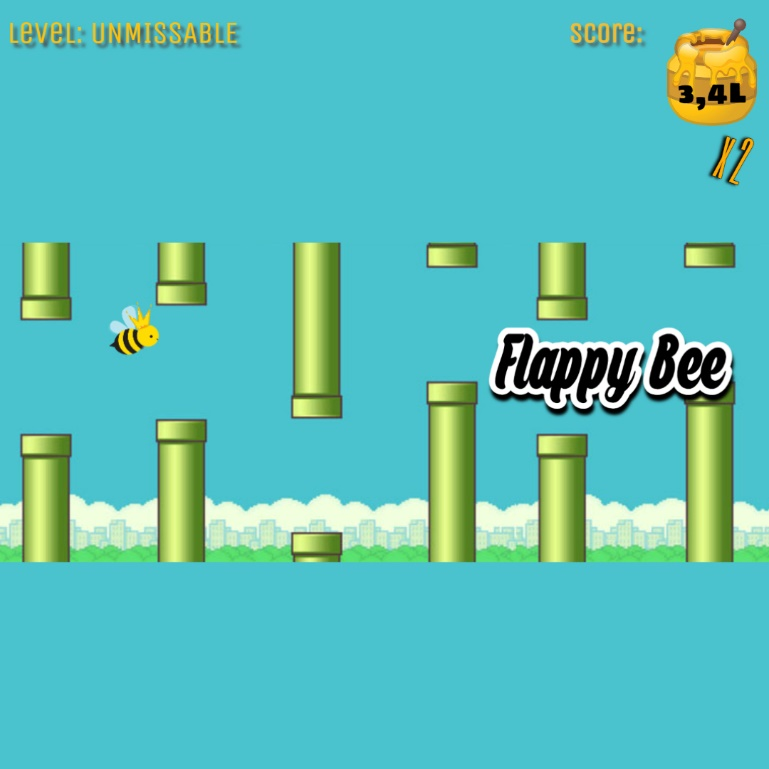 Level: UNMISSABLE
score:
3,4L
X2
Flappy Bee